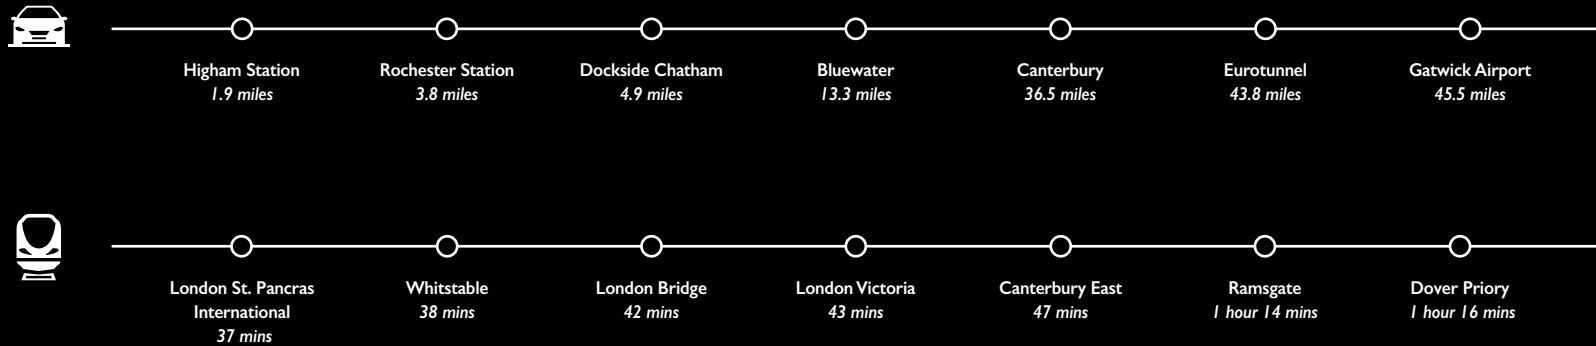 Higham Station
1.9 miles
Rochester Station
3.8 miles
Dockside Chatham
4.9 miles
Bluewater
13.3 miles
Canterbury
36.5 miles
Eurotunnel
43.8 miles
Gatwick Airport
45.5 miles
London St. Pancras
International
37 mins
Whitstable
38 mins
London Bridge
42 mins
London Victoria
43 mins
Canterbury East
47 mins
Ramsgate
1 hour 14 mins
Dover Priory
1 hour 16 mins